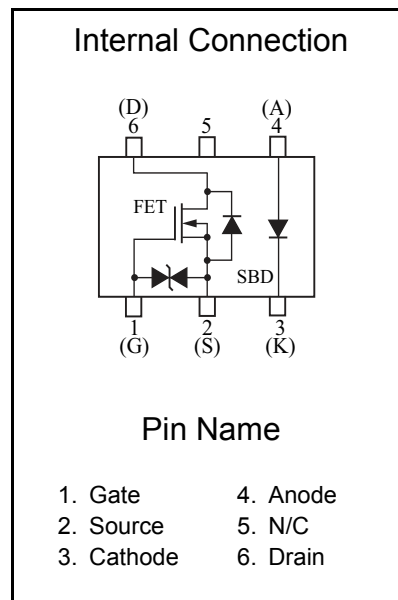 Internal Connection
(D) (A)
6 5 4
FET
SBD
1 2 3
(G) (S) (K)
Pin Name
1. Gate 4. Anode
2. Source 5. N/C
3. Cathode 6. Drain